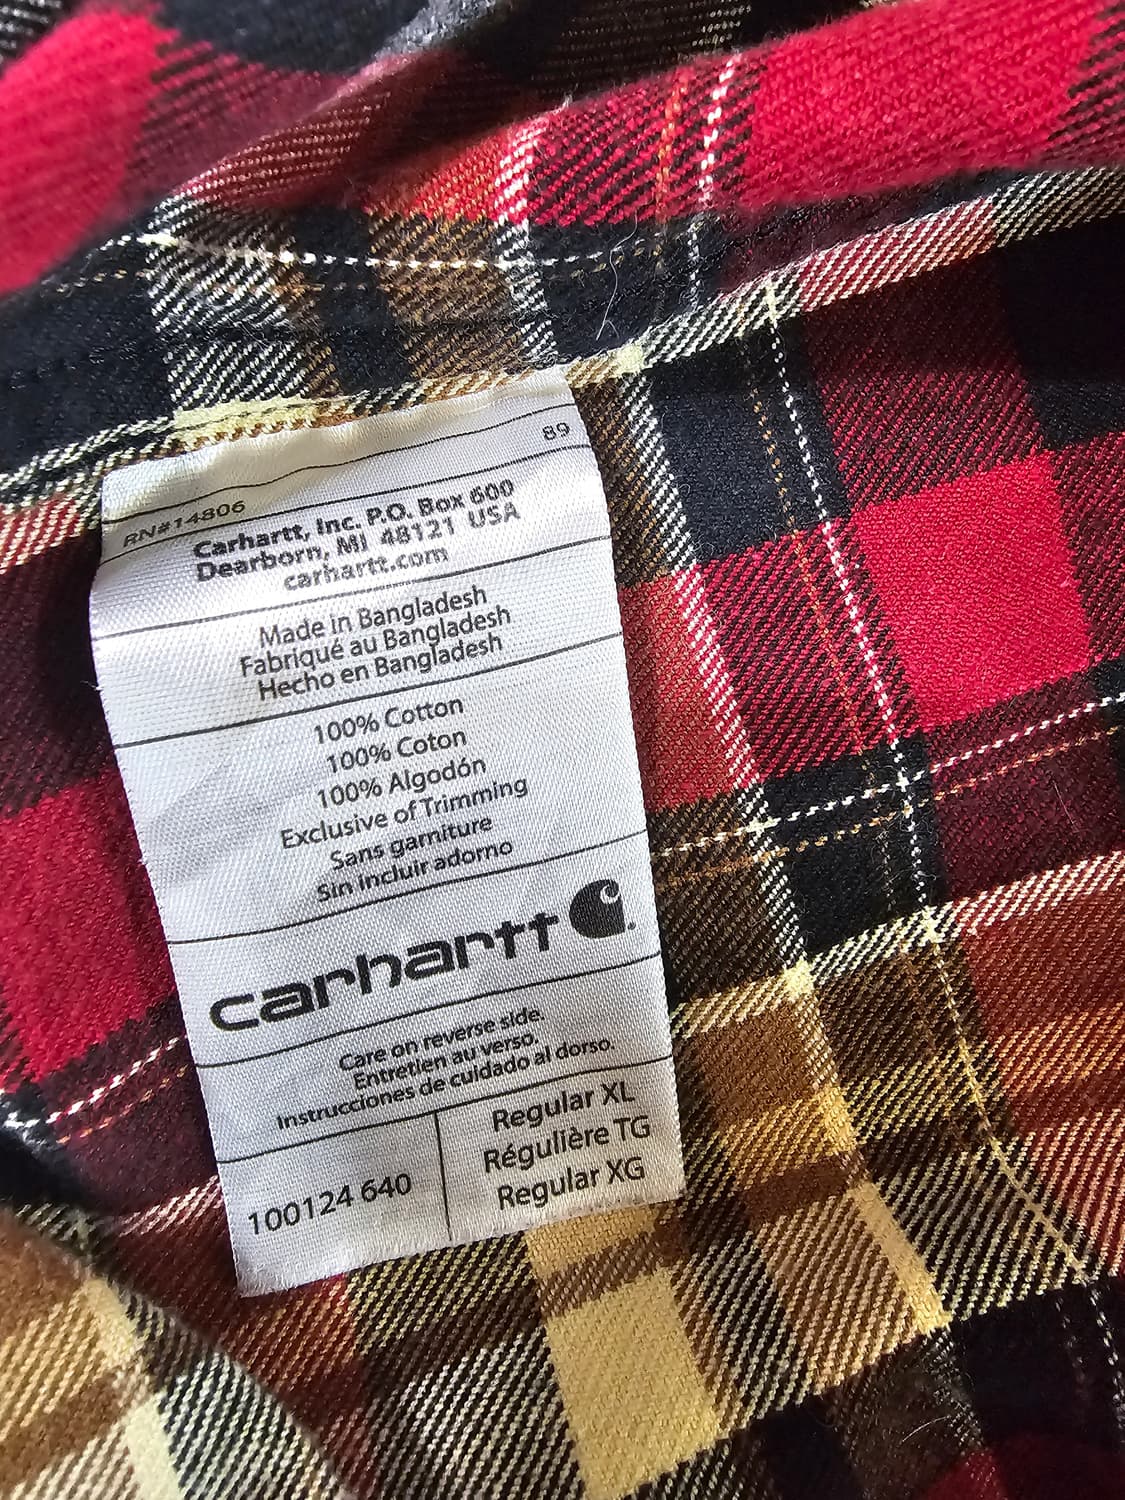 RN#14806 89
Carhartt, Inc. P.O. Box 600
Dearborn, MI 48121 USA
carhartt.com
Made in Bangladesh
Fabriqué au Bangladesh
Hecho en Bangladesh
100% Cotton
100% Coton
100% Algodón
Exclusive of Trimming
Sans garniture
Sin incluir adorno
carhartt
Care on reverse side.
Entretien au verso.
Instrucciones de cuidado al dorso.
100124 640
Regular XL
Régulière TG
Regular XG